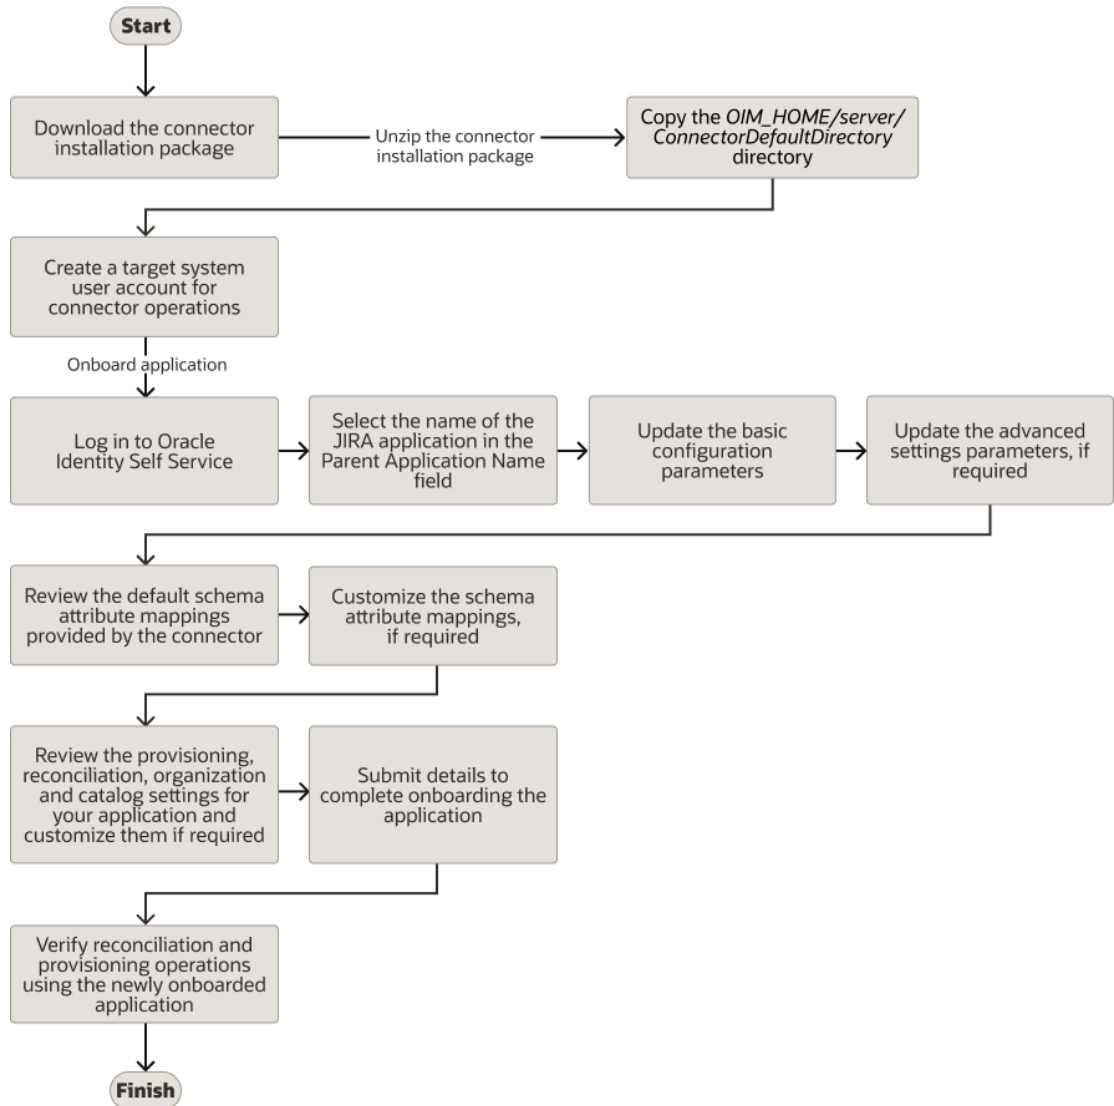 Start
Download the connector
installation package
Unzip the connector
installation package
Copy the OIM_HOME/server/
ConnectorDefaultDirectory
directory
Create a target system
user account for
connector operations
Onboard application
Log in to Oracle
Identity Self Service
Select the name of the
JIRA application in the
Parent Application Name
field
Update the basic
configuration
parameters
Update the advanced
settings parameters, if
required
Review the default schema
attribute mappings
provided by the connector
Customize the schema
attribute mappings,
if required
Review the provisioning,
reconciliation, organization
and catalog settings for
your application and
customize them if required
Submit details to
complete onboarding the
application
Verify reconciliation and
provisioning operations
using the newly onboarded
application
Finish